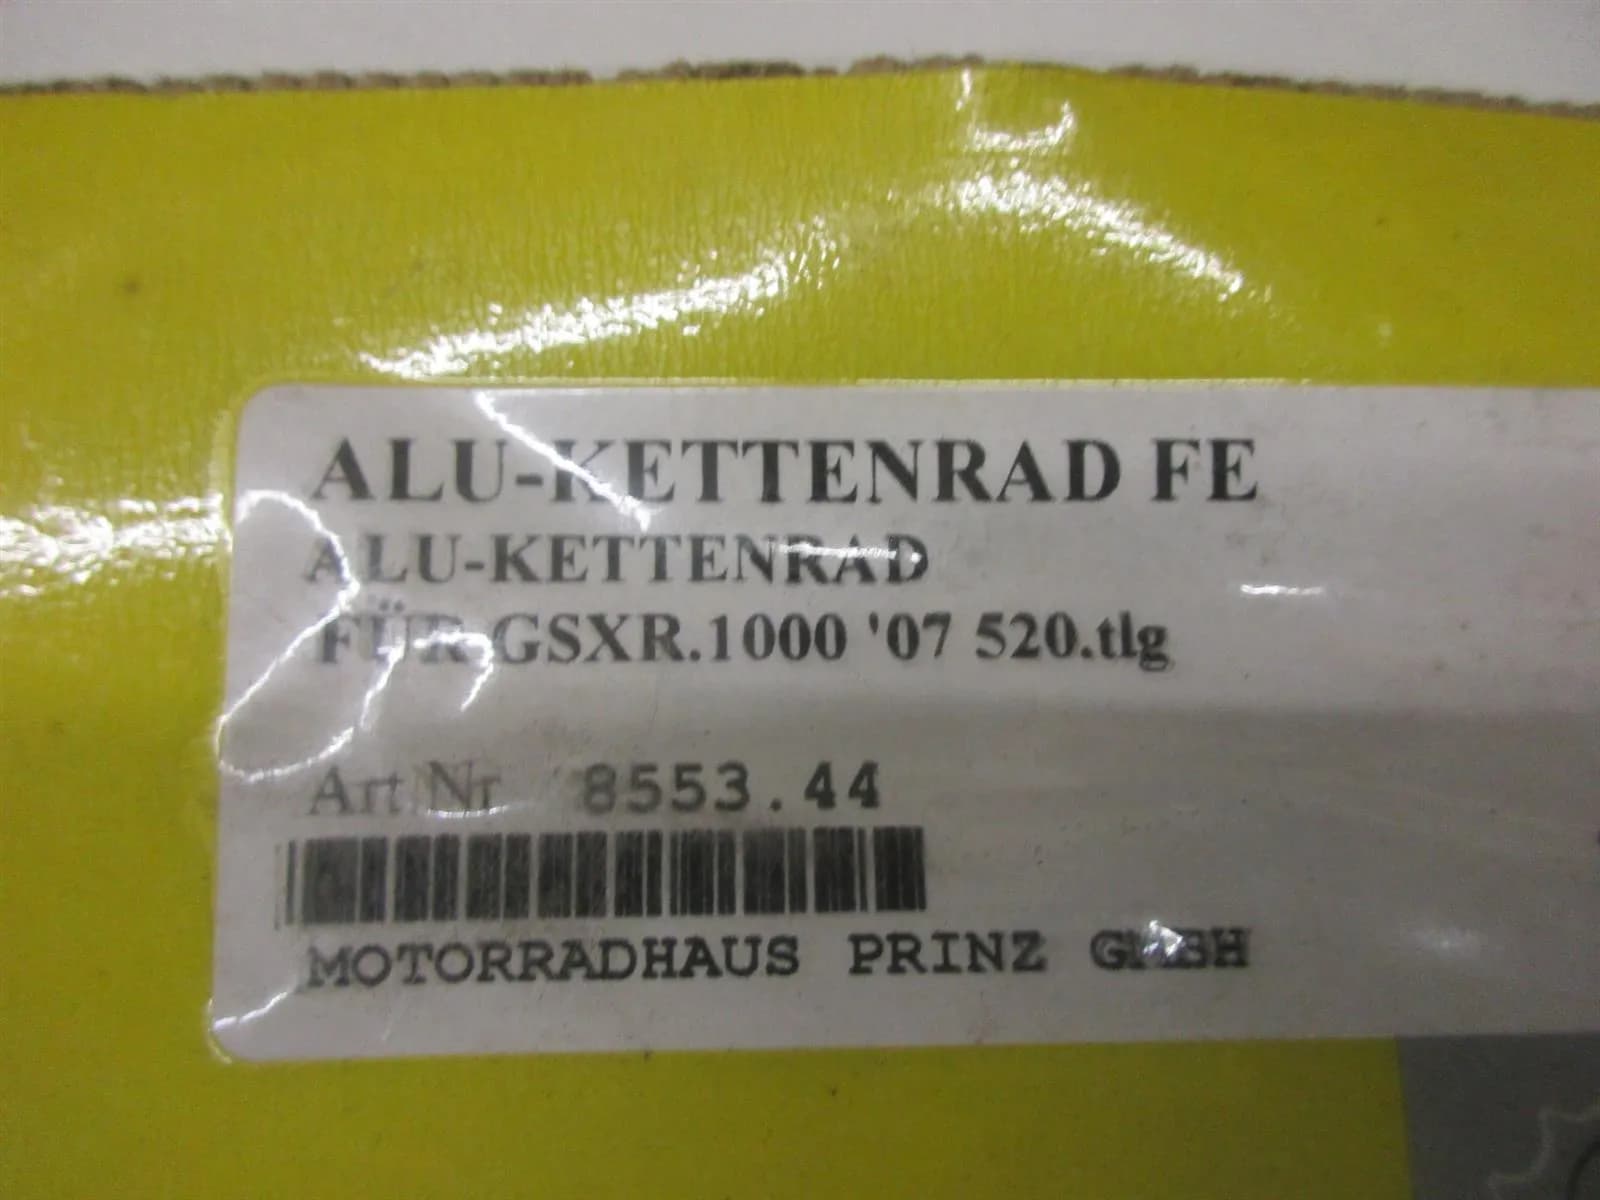 ALU-KETTENRAD FE
ALU-KETTENRAD
FÜR GSXR.1000 '07 520.tlg
Art Nr 8553.44
MOTORRADHAUS PRINZ GMBH